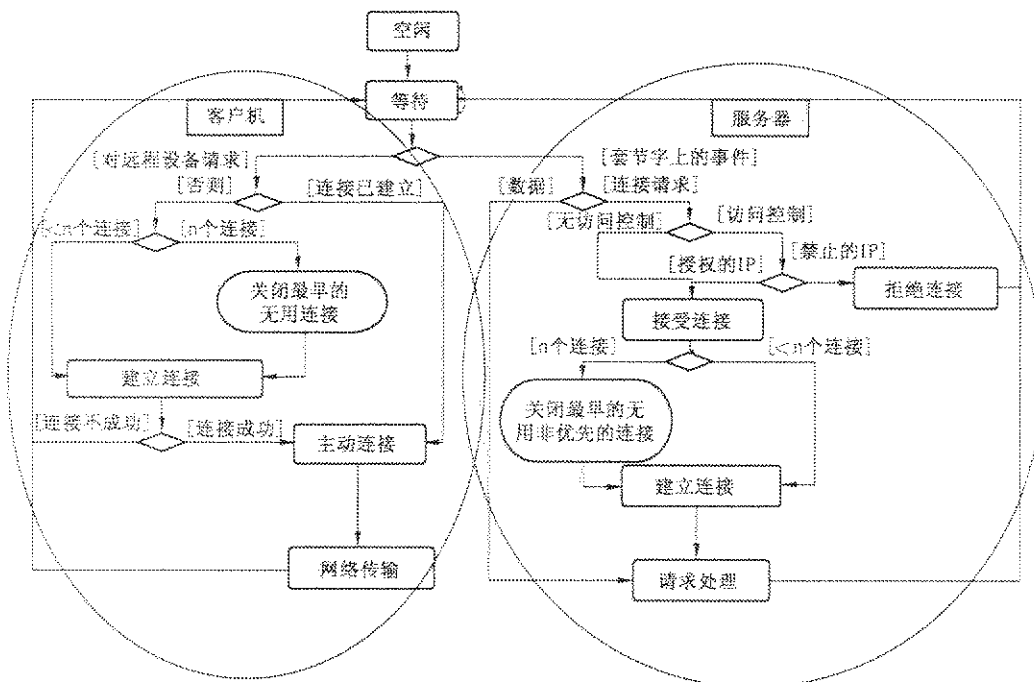 空闲
等待
客户机
服务器
[对远程设备请求]
[套节字上的事件]
[否则]
[连接已建立]
[数据]
[连接请求]
[<n个连接]
[n个连接]
[无访问控制]
[访问控制]
[授权的IP]
[禁止的IP]
关闭最早的
无用连接
拒绝连接
接受连接
[n个连接]
[<n个连接]
建立连接
关闭最早的无
用非优先的连接
[连接不成功]
[连接成功]
主动连接
建立连接
网络传输
请求处理